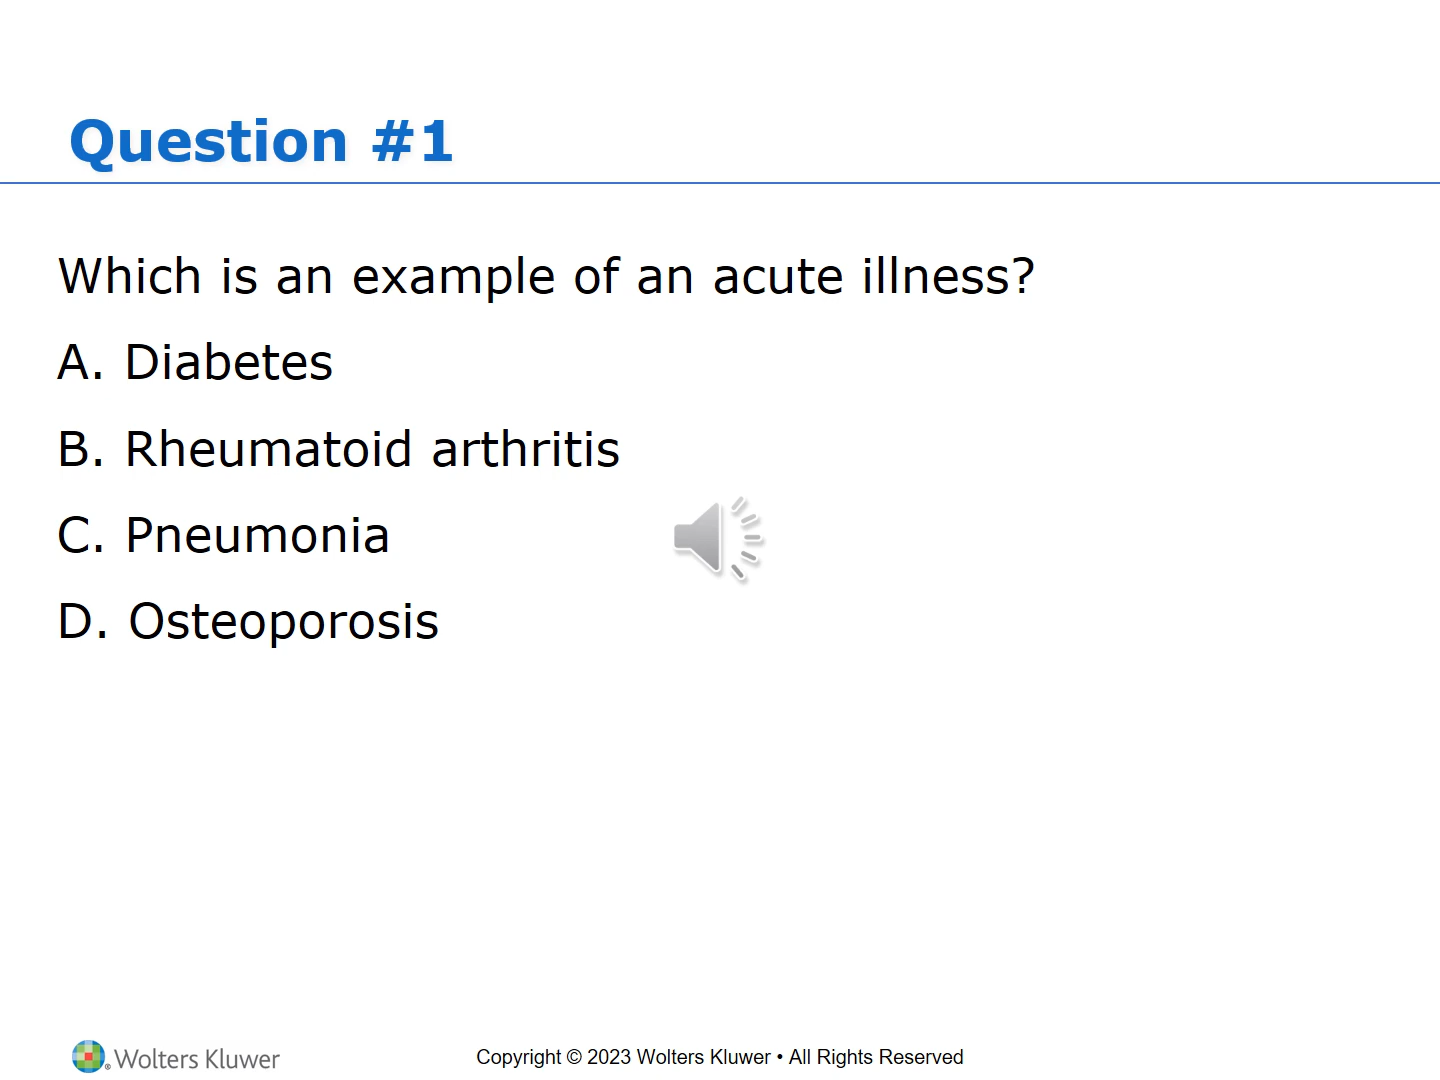 Question #1
Which is an example of an acute illness?
A. Diabetes
B. Rheumatoid arthritis
C. Pneumonia
D. Osteoporosis
Wolters Kluwer
Copyright © 2023 Wolters Kluwer • All Rights Reserved